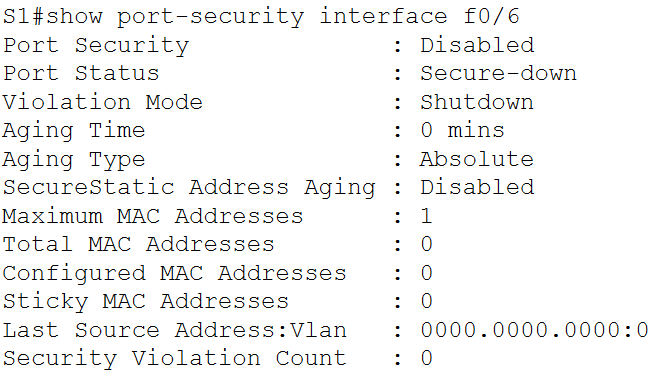 S1#show port-security interface f0/6
Port Security : Disabled
Port Status : Secure-down
Violation Mode : Shutdown
Aging Time : 0 mins
Aging Type : Absolute
SecureStatic Address Aging : Disabled
Maximum MAC Addresses : 1
Total MAC Addresses : 0
Configured MAC Addresses : 0
Sticky MAC Addresses : 0
Last Source Address:Vlan : 0000.0000.0000:0
Security Violation Count : 0